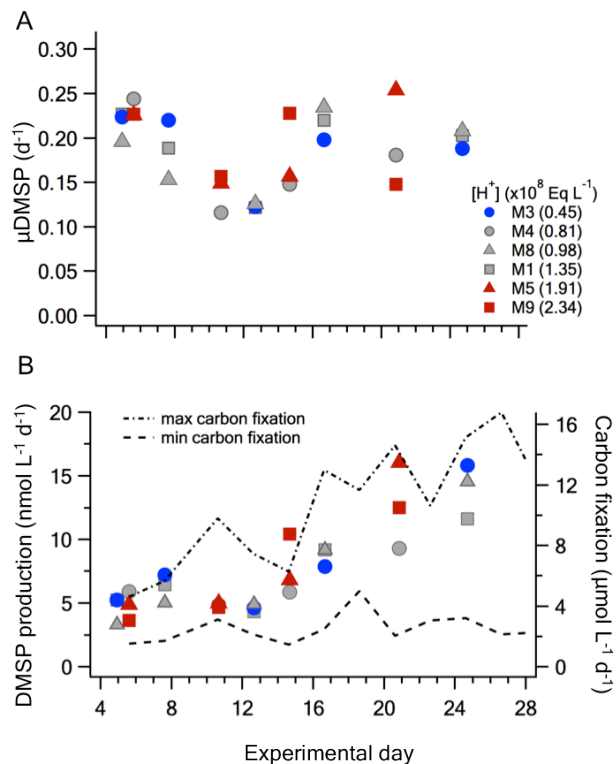 A
0.30
0.25
0.20
0.15
0.10
0.05
0.00
µDMSP (d⁻¹)
[H⁺] (x10⁸ Eq L⁻¹)
M3 (0.45)
M4 (0.81)
M8 (0.98)
M1 (1.35)
M5 (1.91)
M9 (2.34)
B
20
15
10
5
0
DMSP production (nmol L⁻¹ d⁻¹)
max carbon fixation
min carbon fixation
16
12
8
4
0
Carbon fixation (µmol L⁻¹ d⁻¹)
4 8 12 16 20 24 28
Experimental day